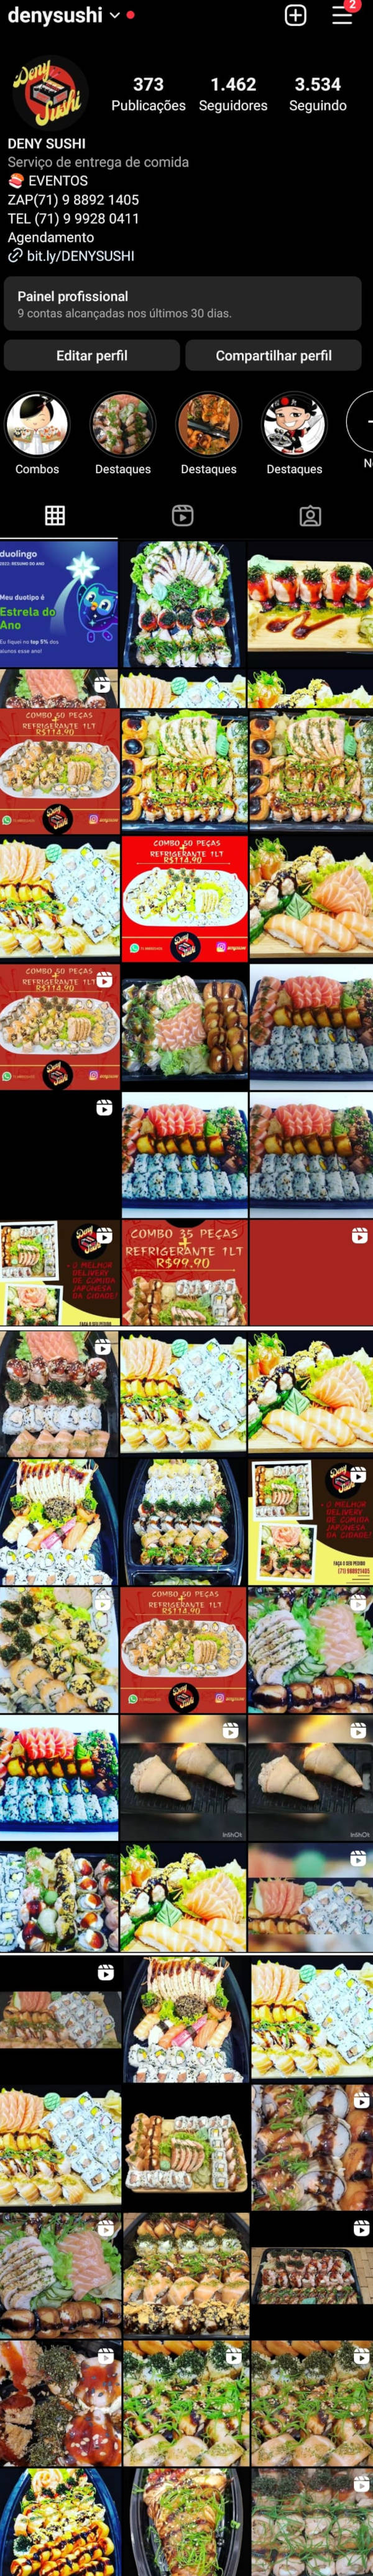 denysushi
2
Deny
Sushi
373
1.462
3.534
Publicações
Seguidores
Seguindo
DENY SUSHI
Serviço de entrega de comida
🍣 EVENTOS
ZAP(71) 9 8892 1405
TEL (71) 9 9928 0411
Agendamento
bit.ly/DENYSUSHI
Painel profissional
9 contas alcançadas nos últimos 30 dias.
Editar perfil
Compartilhar perfil
Combos
Destaques
Destaques
Destaques
duolingo
2023: RESUMO DO ANO
Meu duotipo é
Estrela do
Ano
Eu fiquei no top 5% dos
alunos esse ano!
COMBO 50 PEÇAS
+
REFRIGERANTE 1LT
R$114,90
COMBO 50 PEÇAS
+
REFRIGERANTE 1LT
R$114,90
COMBO 50 PEÇAS
+
REFRIGERANTE 1LT
R$114,90
Deny
Sushi
• O MELHOR
DELIVERY
DE COMIDA
JAPONESA
DA CIDADE!
COMBO 35 PEÇAS
+
REFRIGERANTE 1LT
R$99,90
Deny
Sushi
• O MELHOR
DELIVERY
DE COMIDA
JAPONESA
DA CIDADE!
FAÇA O SEU PEDIDO
(71) 988921405
COMBO 50 PEÇAS
+
REFRIGERANTE 1LT
R$114,90
InShOt
InShOt